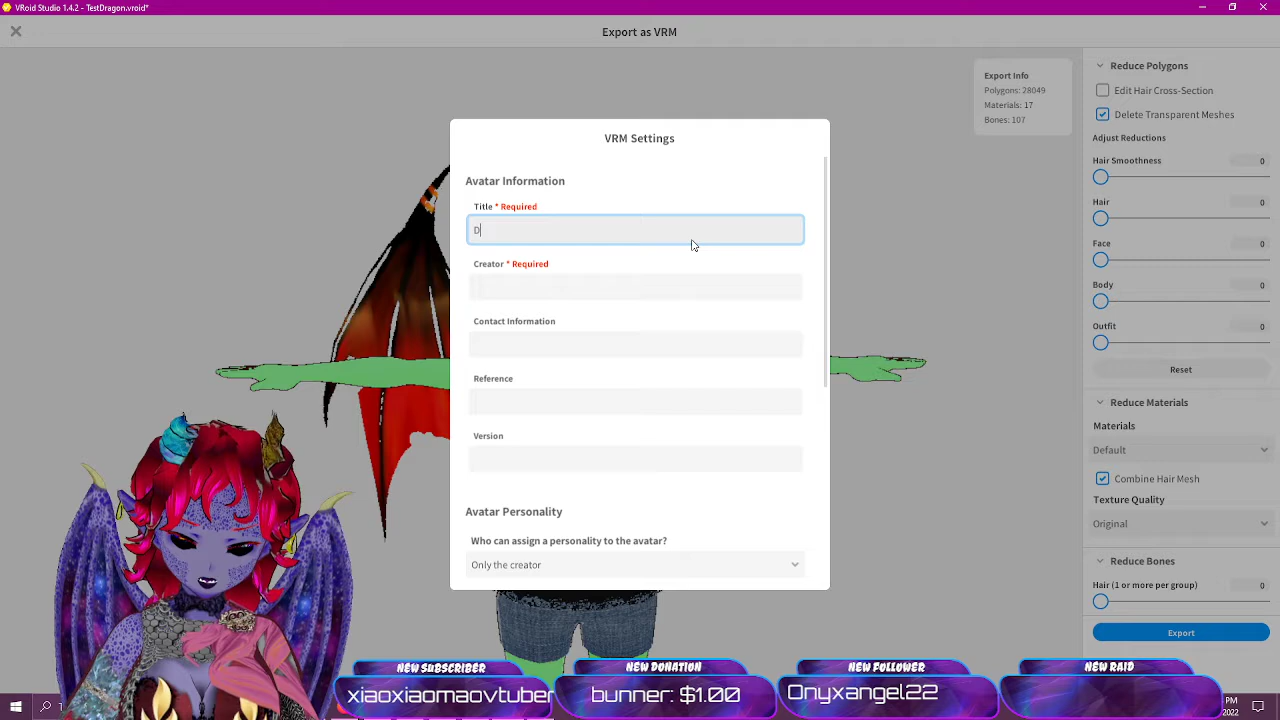 VRoid Studio 1.4.2 - TestDragon.vroid*
Export as VRM
Export Info
Polygons: 28049
Materials: 17
Bones: 107
VRM Settings
Avatar Information
Title * Required
D
Creator * Required
Contact Information
Reference
Version
Avatar Personality
Who can assign a personality to the avatar?
Only the creator
Reduce Polygons
Edit Hair Cross-Section
Delete Transparent Meshes
Adjust Reductions
Hair Smoothness 0
Hair 0
Face 0
Body 0
Outfit 0
Reset
Reduce Materials
Materials
Default
Combine Hair Mesh
Texture Quality
Original
Reduce Bones
Hair (1 or more per group) 0
Export
NEW SUBSCRIBER
xiaoxiaomaovtuber
NEW DONATION
bunner: $1.00
NEW FOLLOWER
Onyxangel22
NEW RAID
PM